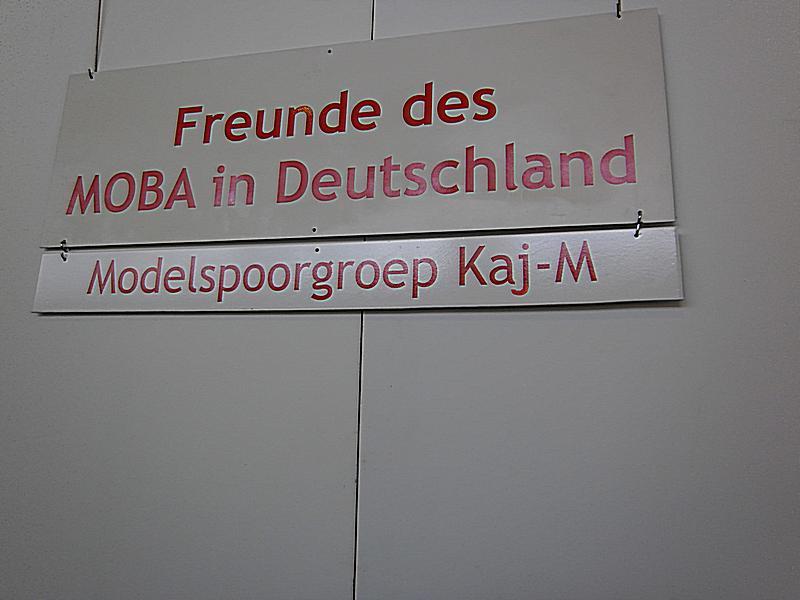 Freunde des
MOBA in Deutschland
Modelspoorgroep Kaj-M